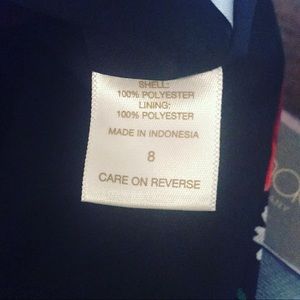 SHELL:
100% POLYESTER
LINING:
100% POLYESTER
MADE IN INDONESIA
8
CARE ON REVERSE